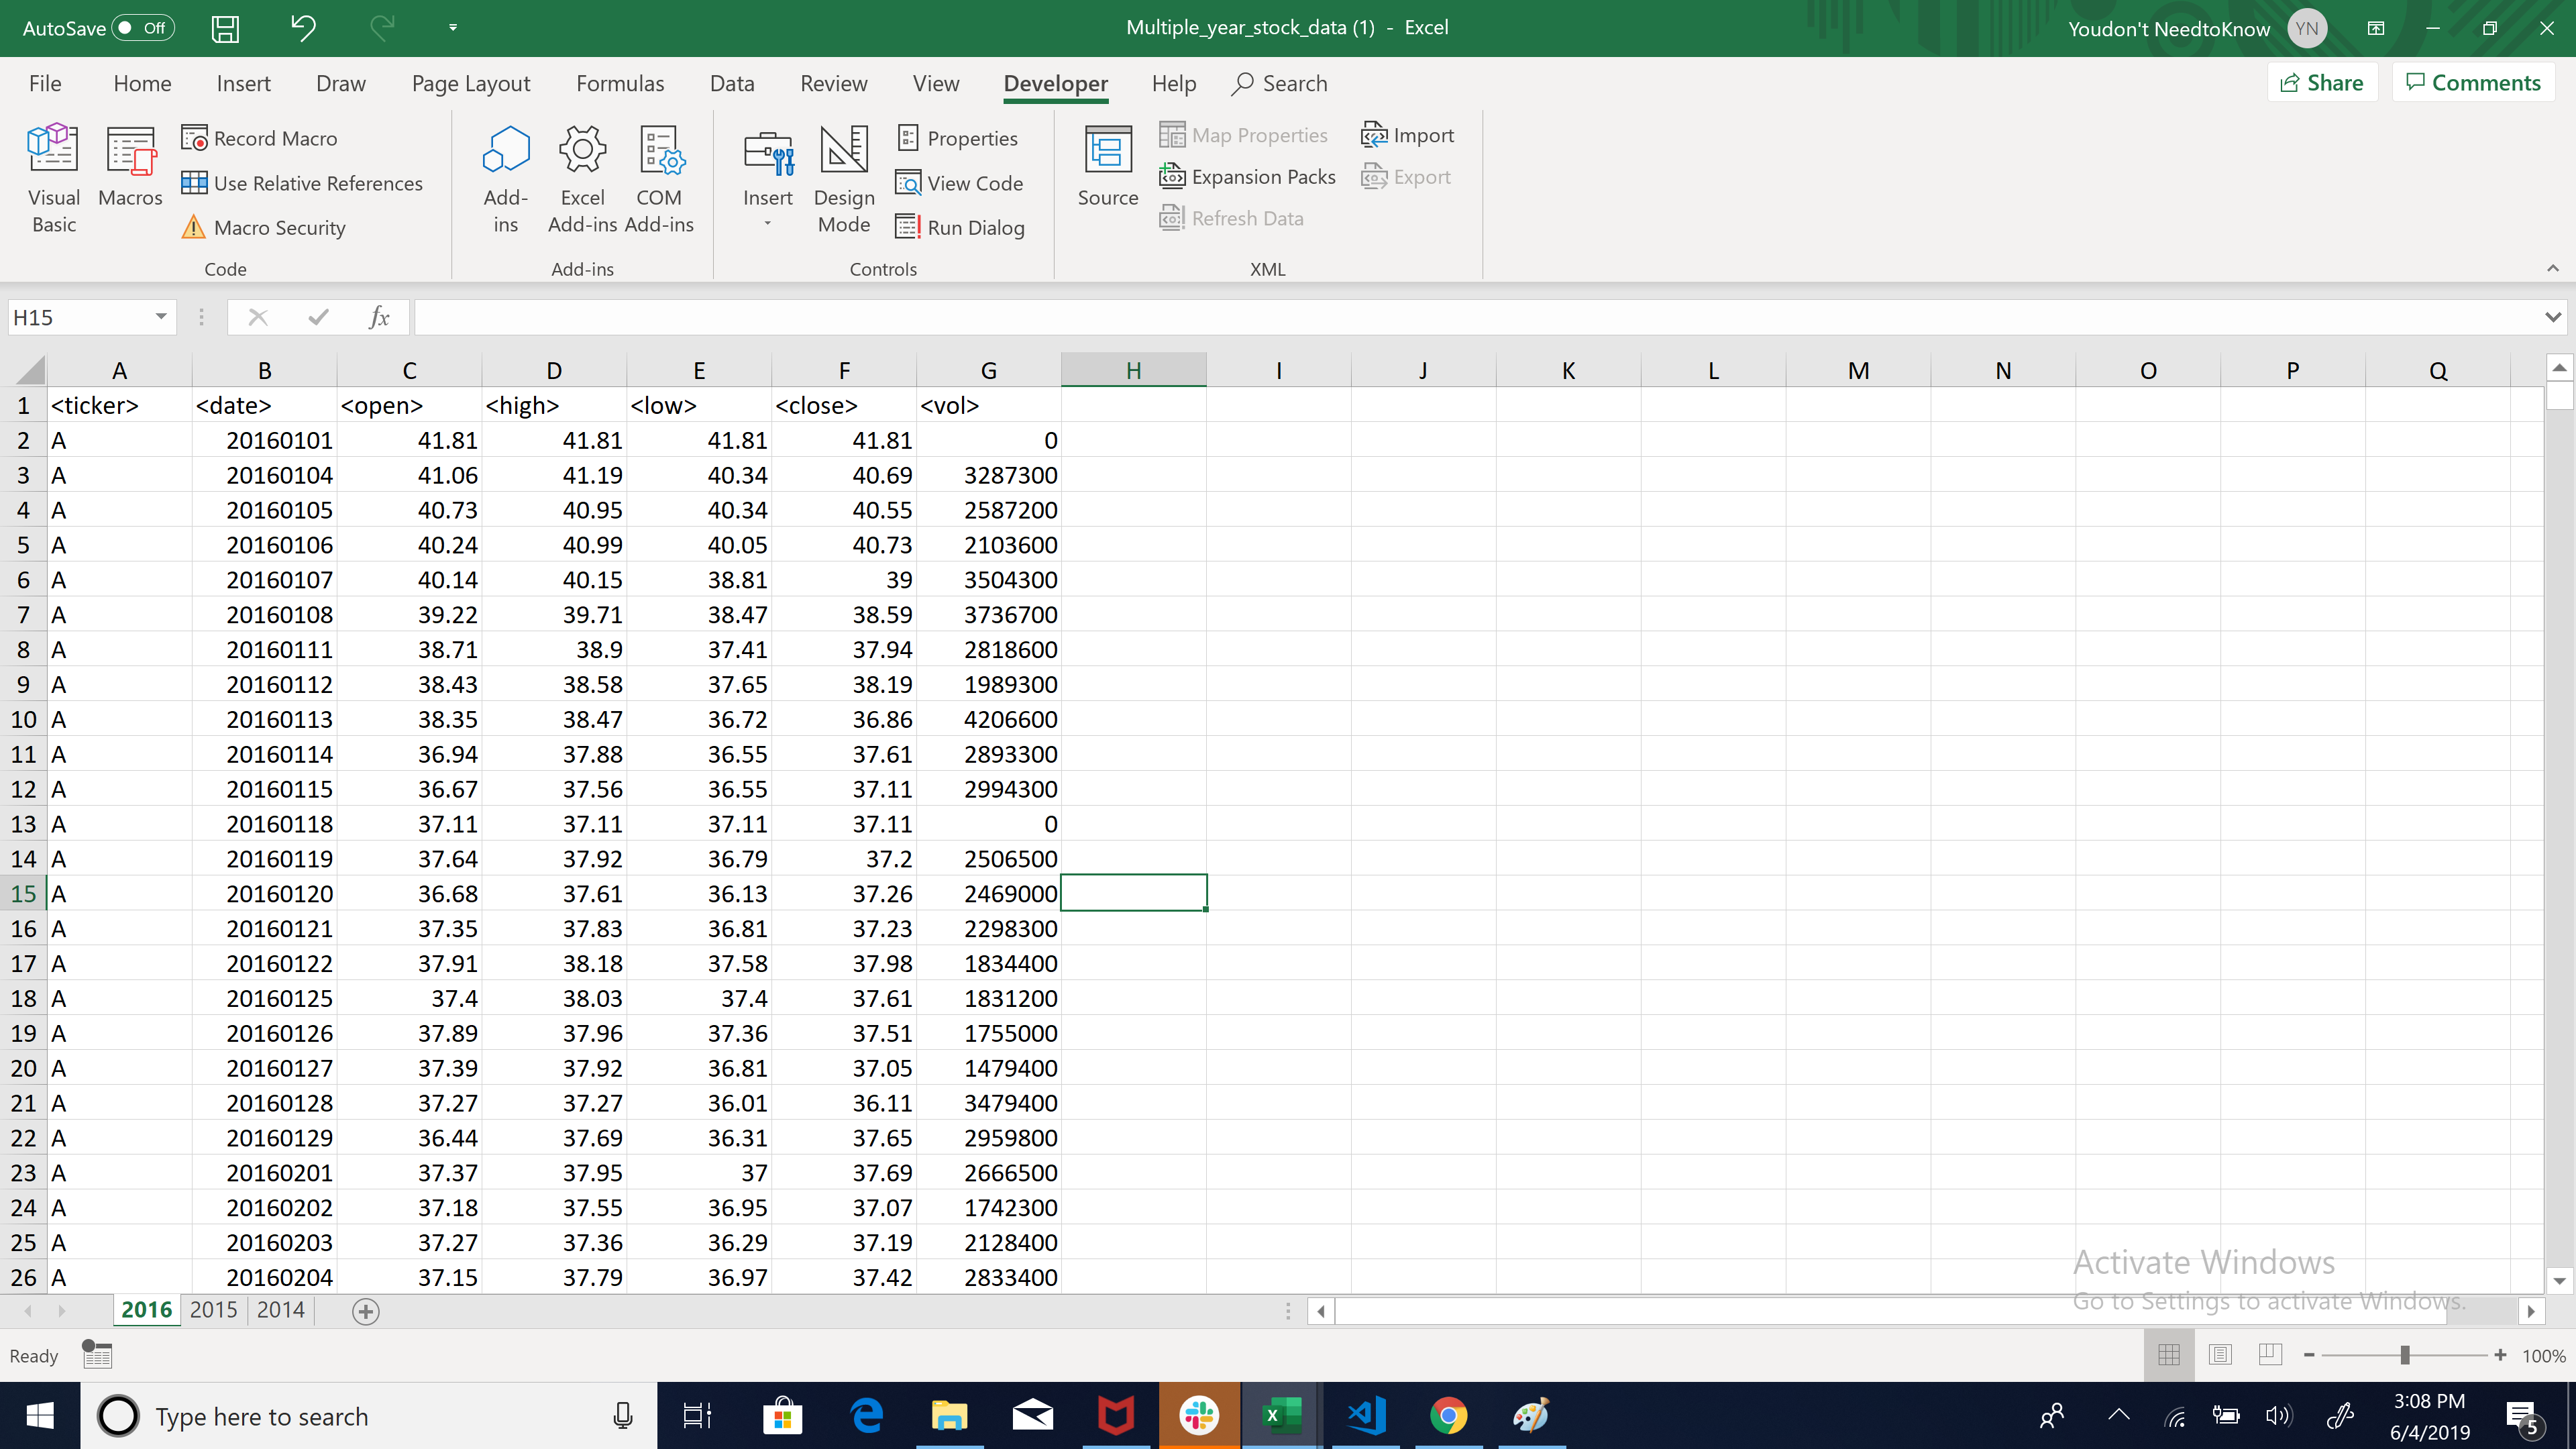 AutoSave Off
Multiple_year_stock_data (1) - Excel
Youdon't NeedtoKnow YN
File Home Insert Draw Page Layout Formulas Data Review View Developer Help Search Share Comments
Visual Basic
Macros
Record Macro
Use Relative References
Macro Security
Code
Add-ins
Excel Add-ins
COM Add-ins
Add-ins
Insert
Design Mode
Properties
View Code
Run Dialog
Controls
Source
Map Properties
Expansion Packs
Refresh Data
Import
Export
XML
H15 fx
A B C D E F G H I J K L M N O P Q
1 <ticker> <date> <open> <high> <low> <close> <vol>
2 A 20160101 41.81 41.81 41.81 41.81 0
3 A 20160104 41.06 41.19 40.34 40.69 3287300
4 A 20160105 40.73 40.95 40.34 40.55 2587200
5 A 20160106 40.24 40.99 40.05 40.73 2103600
6 A 20160107 40.14 40.15 38.81 39 3504300
7 A 20160108 39.22 39.71 38.47 38.59 3736700
8 A 20160111 38.71 38.9 37.41 37.94 2818600
9 A 20160112 38.43 38.58 37.65 38.19 1989300
10 A 20160113 38.35 38.47 36.72 36.86 4206600
11 A 20160114 36.94 37.88 36.55 37.61 2893300
12 A 20160115 36.67 37.56 36.55 37.11 2994300
13 A 20160118 37.11 37.11 37.11 37.11 0
14 A 20160119 37.64 37.92 36.79 37.2 2506500
15 A 20160120 36.68 37.61 36.13 37.26 2469000
16 A 20160121 37.35 37.83 36.81 37.23 2298300
17 A 20160122 37.91 38.18 37.58 37.98 1834400
18 A 20160125 37.4 38.03 37.4 37.61 1831200
19 A 20160126 37.89 37.96 37.36 37.51 1755000
20 A 20160127 37.39 37.92 36.81 37.05 1479400
21 A 20160128 37.27 37.27 36.01 36.11 3479400
22 A 20160129 36.44 37.69 36.31 37.65 2959800
23 A 20160201 37.37 37.95 37 37.69 2666500
24 A 20160202 37.18 37.55 36.95 37.07 1742300
25 A 20160203 37.27 37.36 36.29 37.19 2128400
26 A 20160204 37.15 37.79 36.97 37.42 2833400
Activate Windows
Go to Settings to activate Windows.
2016 2015 2014
Ready 100%
Type here to search
3:08 PM
6/4/2019
5